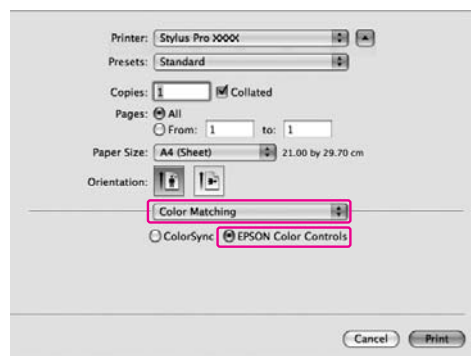 Printer: Stylus Pro XXXX
Presets: Standard
Copies: 1 Collated
Pages: All
From: 1 to: 1
Paper Size: A4 (Sheet) 21.00 by 29.70 cm
Orientation:
Color Matching
ColorSync EPSON Color Controls
Cancel Print